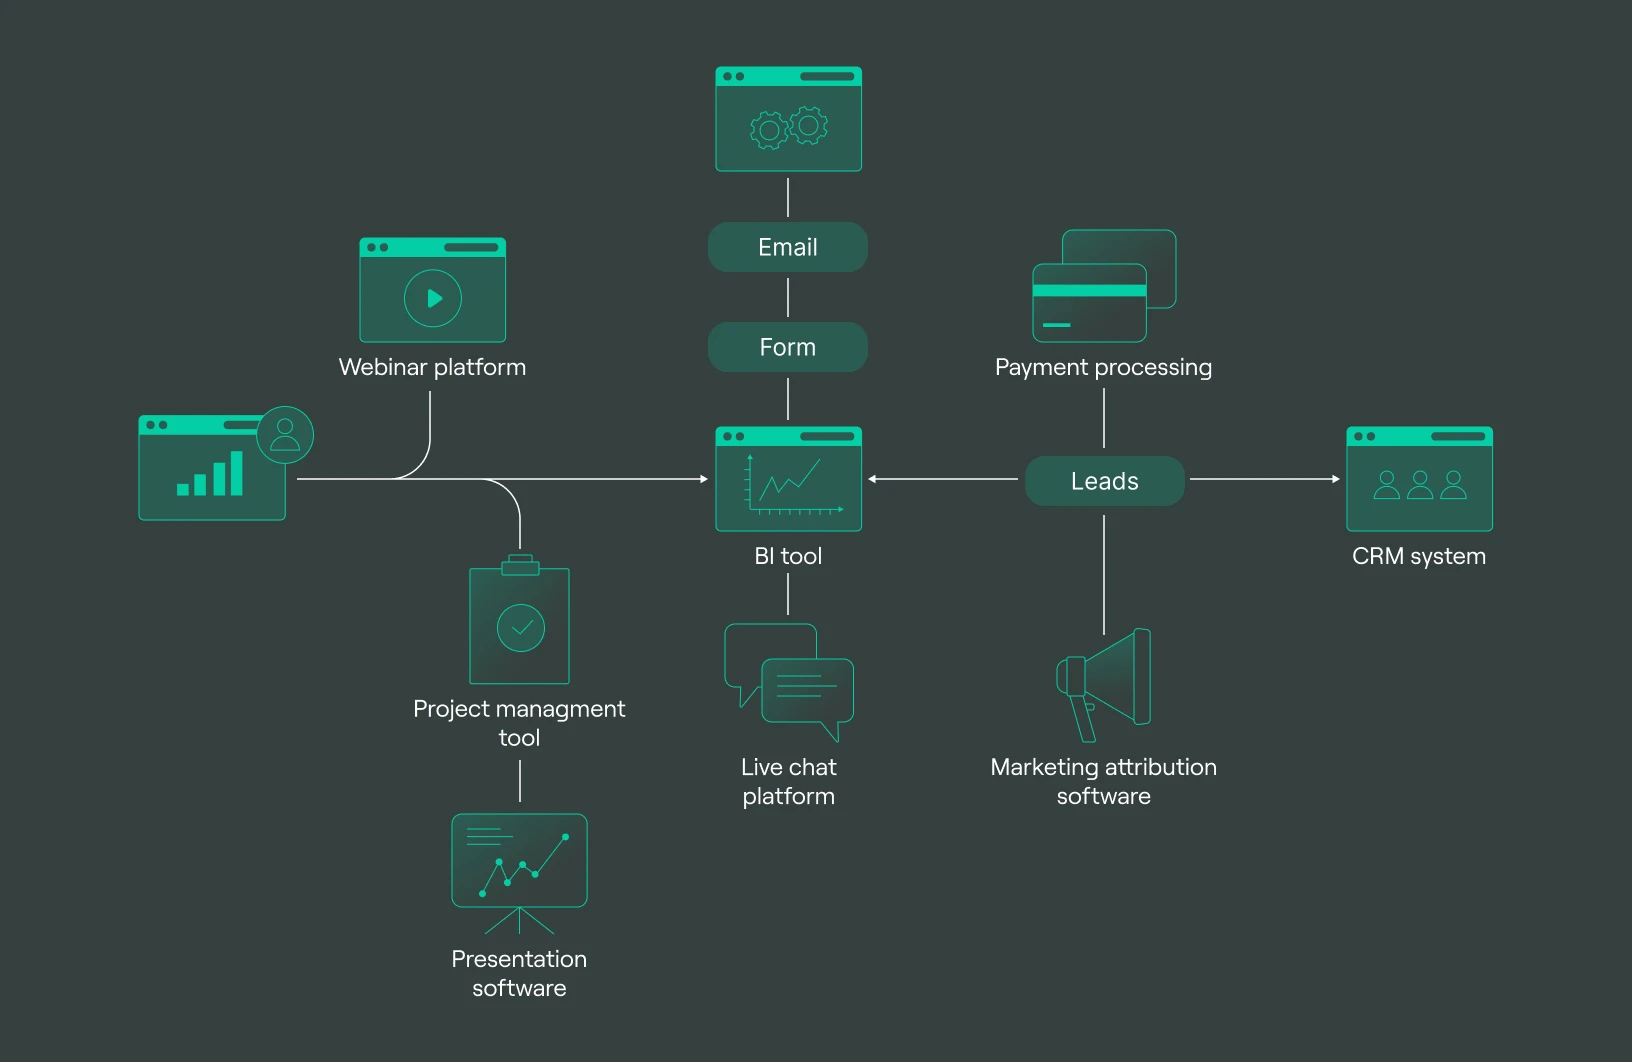 Email
Form
Webinar platform
Payment processing
Leads
BI tool
CRM system
Project managment
tool
Live chat
platform
Marketing attribution
software
Presentation
software